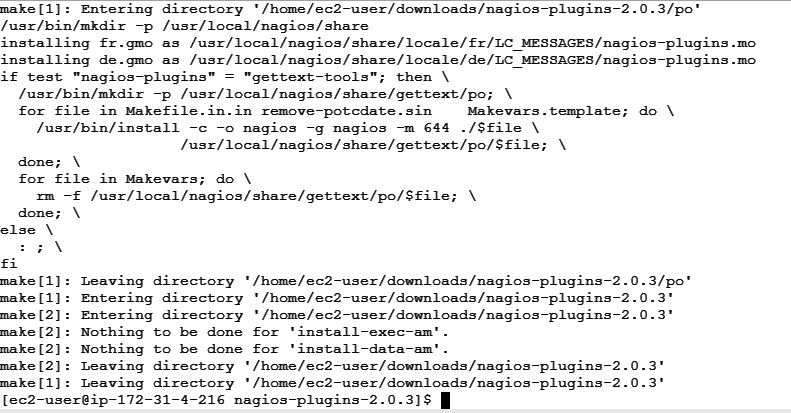 make[1]: Entering directory '/home/ec2-user/downloads/nagios-plugins-2.0.3/po'
/usr/bin/mkdir -p /usr/local/nagios/share
installing fr.gmo as /usr/local/nagios/share/locale/fr/LC_MESSAGES/nagios-plugins.mo
installing de.gmo as /usr/local/nagios/share/locale/de/LC_MESSAGES/nagios-plugins.mo
if test "nagios-plugins" = "gettext-tools"; then \
  /usr/bin/mkdir -p /usr/local/nagios/share/gettext/po; \
  for file in Makefile.in.in remove-potcdate.sin    Makevars.template; do \
    /usr/bin/install -c -o nagios -g nagios -m 644 ./$file \
                    /usr/local/nagios/share/gettext/po/$file; \
  done; \
  for file in Makevars; do \
    rm -f /usr/local/nagios/share/gettext/po/$file; \
  done; \
else \
  : ; \
fi
make[1]: Leaving directory '/home/ec2-user/downloads/nagios-plugins-2.0.3/po'
make[1]: Entering directory '/home/ec2-user/downloads/nagios-plugins-2.0.3'
make[2]: Entering directory '/home/ec2-user/downloads/nagios-plugins-2.0.3'
make[2]: Nothing to be done for 'install-exec-am'.
make[2]: Nothing to be done for 'install-data-am'.
make[2]: Leaving directory '/home/ec2-user/downloads/nagios-plugins-2.0.3'
make[1]: Leaving directory '/home/ec2-user/downloads/nagios-plugins-2.0.3'
[ec2-user@ip-172-31-4-216 nagios-plugins-2.0.3]$